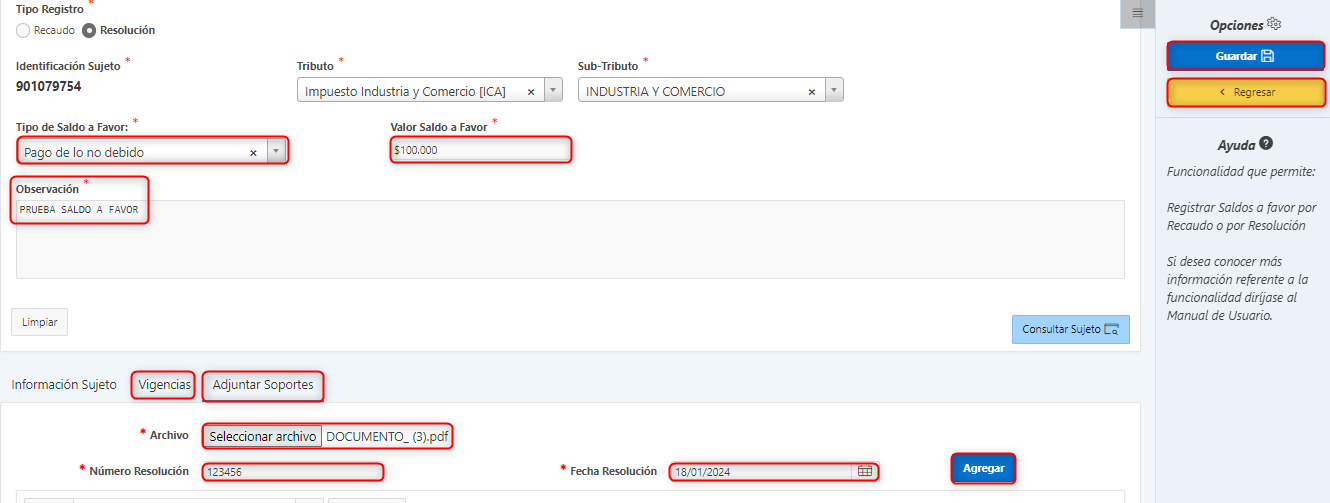 Tipo Registro *
Recaudo Resolución
Identificación Sujeto *
901079754
Tributo *
Impuesto Industria y Comercio [ICA] ×
Sub-Tributo *
INDUSTRIA Y COMERCIO ×
Tipo de Saldo a Favor: *
Pago de lo no debido ×
Valor Saldo a Favor *
$100.000
Observación *
PRUEBA SALDO A FAVOR
Limpiar
Consultar Sujeto
Información Sujeto Vigencias Adjuntar Soportes
* Archivo Seleccionar archivo DOCUMENTO_ (3).pdf
* Número Resolución 123456
* Fecha Resolución 18/01/2024
Agregar
Opciones
Guardar
Regresar
Ayuda
Funcionalidad que permite:
Registrar Saldos a favor por
Recaudo o por Resolución
Si desea conocer más
información referente a la
funcionalidad diríjase al
Manual de Usuario.